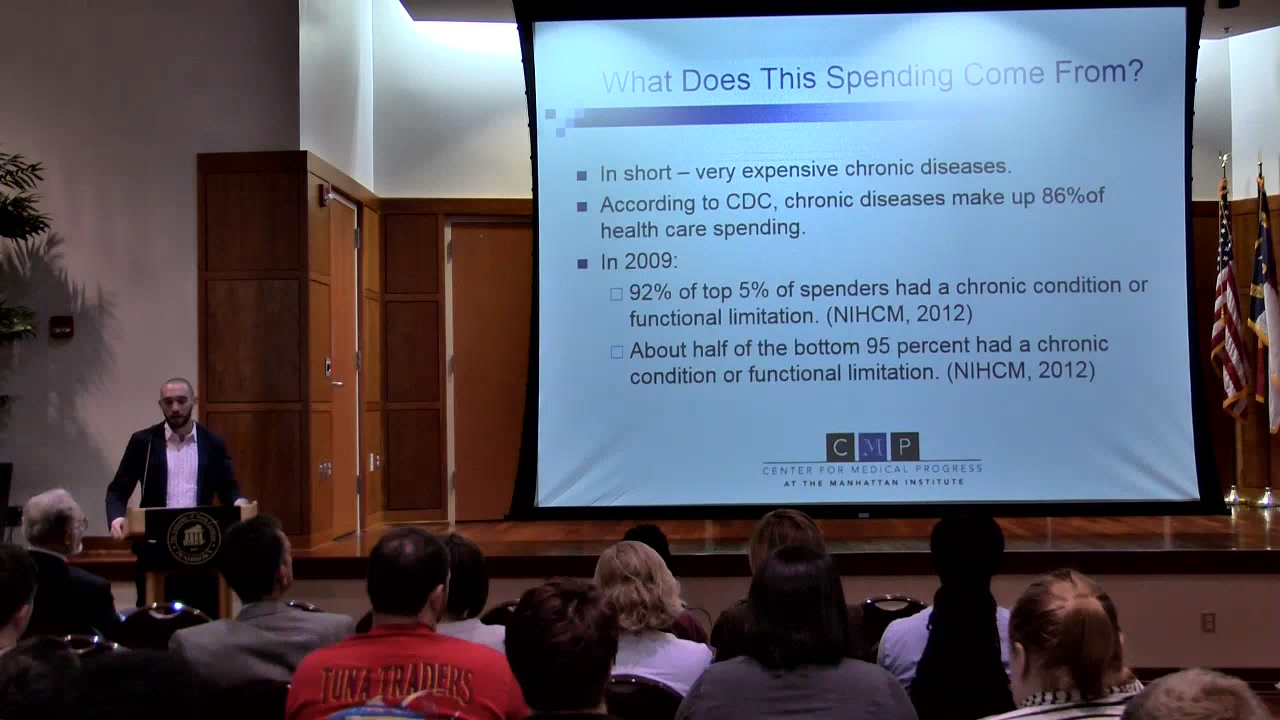 What Does This Spending Come From?
In short – very expensive chronic diseases.
According to CDC, chronic diseases make up 86%of
health care spending.
In 2009:
92% of top 5% of spenders had a chronic condition or
functional limitation. (NIHCM, 2012)
About half of the bottom 95 percent had a chronic
condition or functional limitation. (NIHCM, 2012)
CMP
CENTER FOR MEDICAL PROGRESS
AT THE MANHATTAN INSTITUTE
TUNA TRADERS